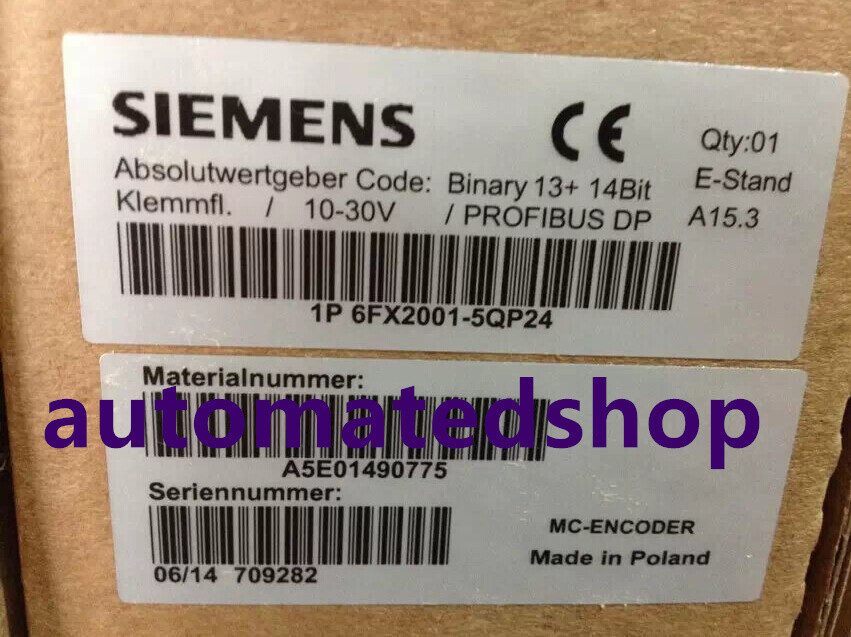 SIEMENS
CE
Qty:01
Absolutwertgeber Code: Binary 13+ 14Bit
E-Stand
Klemmfl. / 10-30V / PROFIBUS DP
A15.3
1P 6FX2001-5QP24
Materialnummer:
automatedshop
A5E01490775
Seriennummer:
MC-ENCODER
Made in Poland
06/14 709282